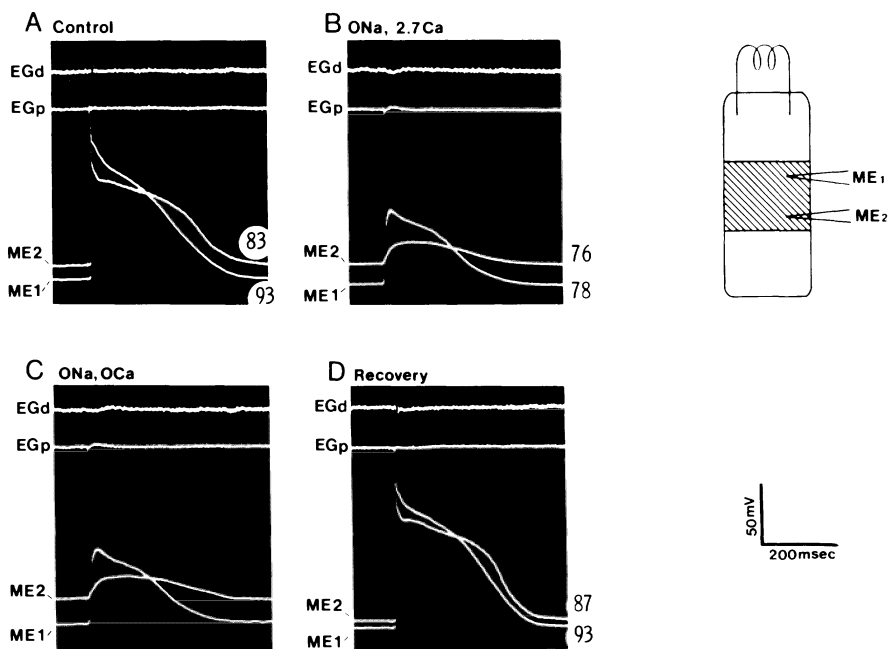 A Control
EGd
EGp
ME2
ME1
83
93
B ONa, 2.7Ca
EGd
EGp
ME2
ME1
76
78
ME1
ME2
C ONa, OCa
EGd
EGp
ME2
ME1
D Recovery
EGd
EGp
ME2
ME1
87
93
50mV
200msec